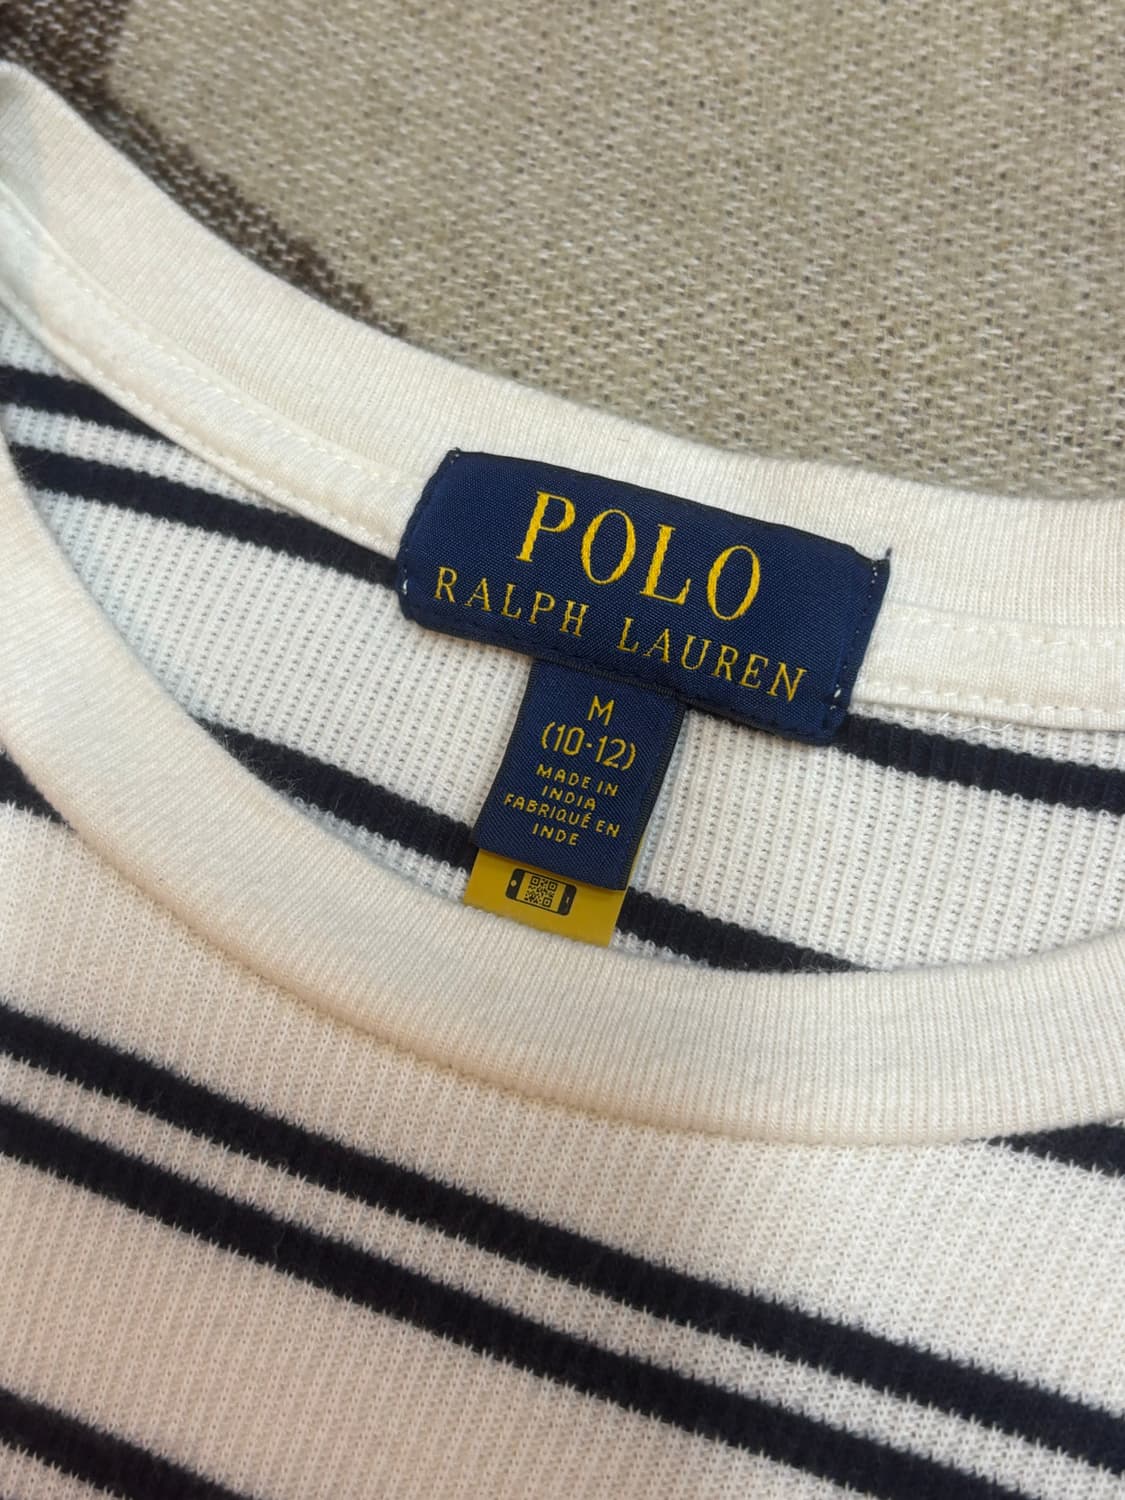 POLO
RALPH LAUREN
M
(10-12)
MADE IN
INDIA
FABRIQUÉ EN
INDE